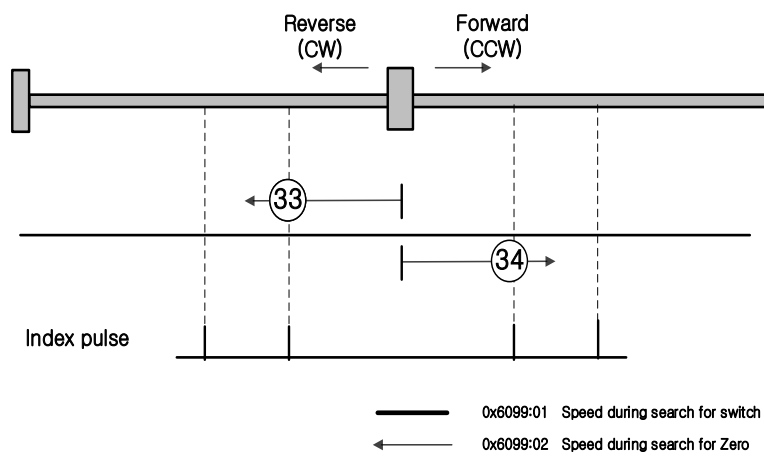 Reverse
(CW)
Forward
(CCW)
33
34
Index pulse
0x6099:01 Speed during search for switch
0x6099:02 Speed during search for Zero